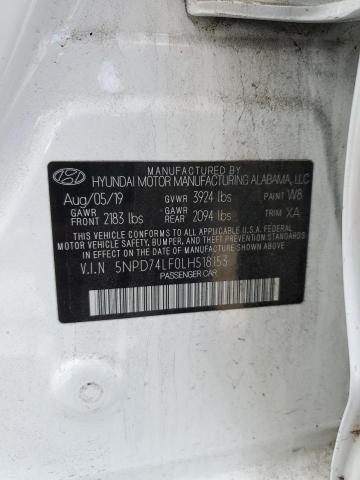 MANUFACTURED BY
HYUNDAI MOTOR MANUFACTURING ALABAMA, LLC
Aug/05/19 GVWR 3924 lbs PAINT W8
GAWR FRONT 2183 lbs GAWR REAR 2094 lbs TRIM XA
THIS VEHICLE CONFORMS TO ALL APPLICABLE U.S.A. FEDERAL
MOTOR VEHICLE SAFETY, BUMPER, AND THEFT PREVENTION
STANDARDS IN EFFECT ON THE DATE OF MANUFACTURE
SHOWN ABOVE.
V.I.N 5NPD74LF0LH518153
PASSENGER CAR